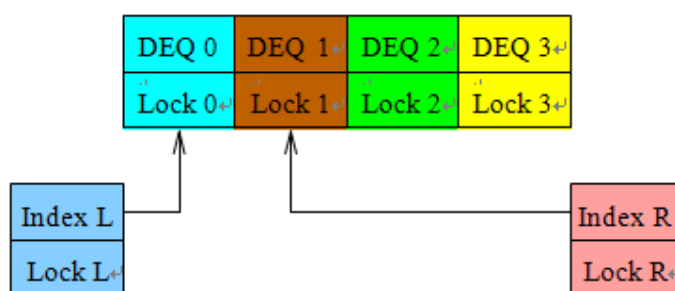 DEQ 0 DEQ 1 DEQ 2 DEQ 3
Lock 0 Lock 1 Lock 2 Lock 3
Index L Index R
Lock L Lock R